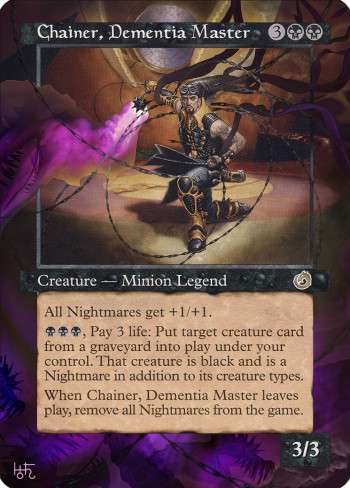 Chainer, Dementia Master 3
Creature — Minion Legend
All Nightmares get +1/+1.
, Pay 3 life: Put target creature card
from a graveyard into play under your
control. That creature is black and is a
Nightmare in addition to its creature types.
When Chainer, Dementia Master leaves
play, remove all Nightmares from the game.
3/3